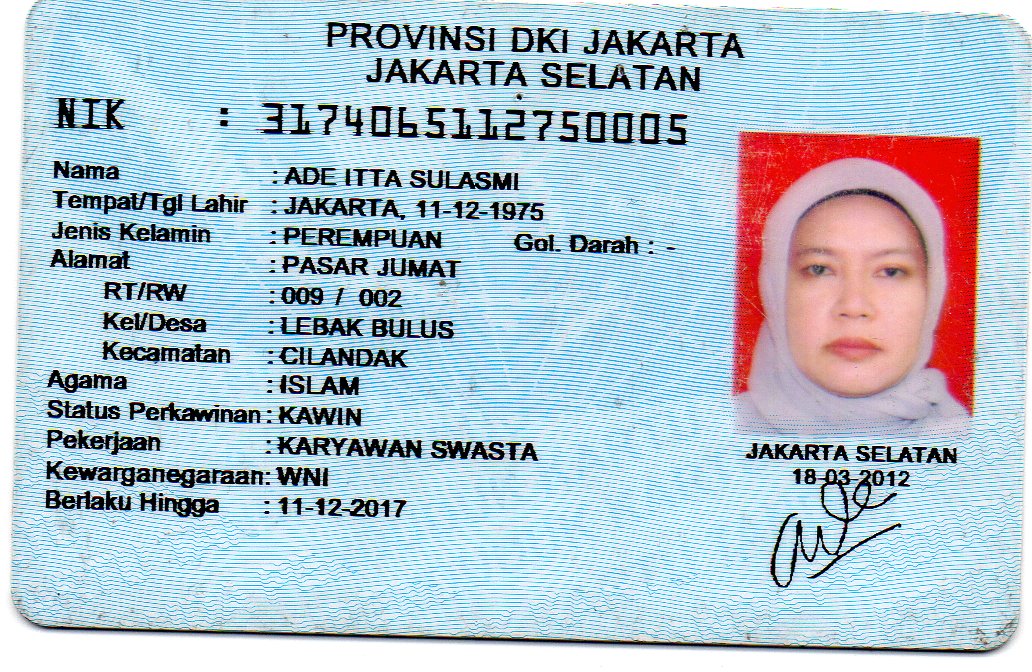 PROVINSI DKI JAKARTA
JAKARTA SELATAN
NIK : 3174065112750005
Nama : ADE ITTA SULASMI
Tempat/Tgl Lahir : JAKARTA, 11-12-1975
Jenis Kelamin : PEREMPUAN Gol. Darah : -
Alamat : PASAR JUMAT
RT/RW : 009 / 002
Kel/Desa : LEBAK BULUS
Kecamatan : CILANDAK
Agama : ISLAM
Status Perkawinan : KAWIN
Pekerjaan : KARYAWAN SWASTA
Kewarganegaraan : WNI
Berlaku Hingga : 11-12-2017
JAKARTA SELATAN
18-03-2012